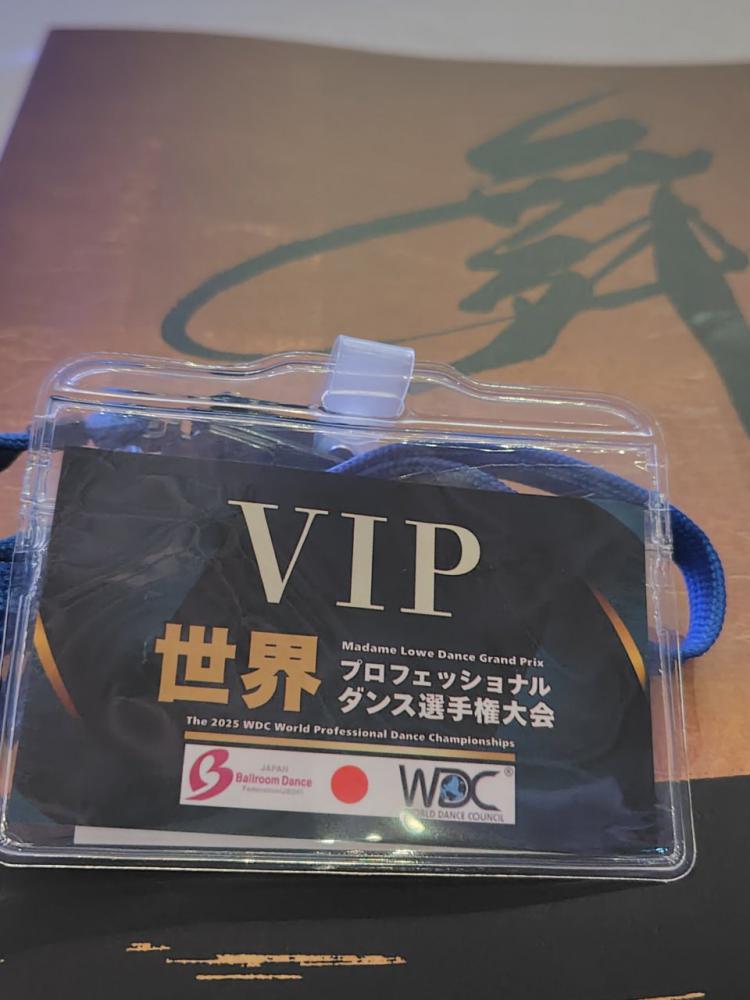 VIP
世界
Madame Lowe Dance Grand Prix
プロフェッショナル
ダンス選手権大会
The 2025 WDC World Professional Dance Championships
JAPAN
Ballroom Dance
WDC®
WORLD DANCE COUNCIL